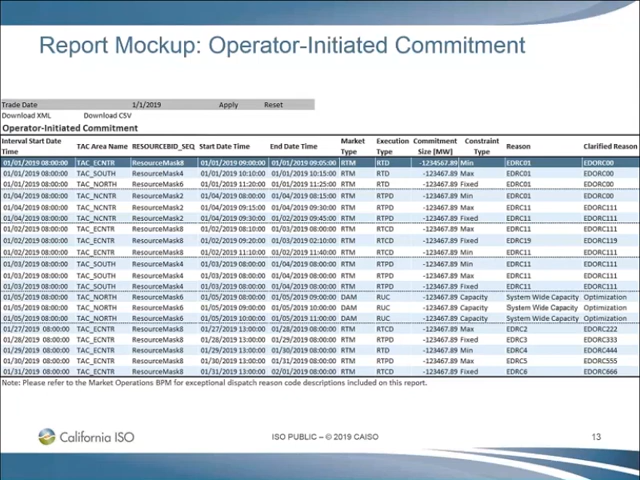 Report Mockup: Operator-Initiated Commitment
Trade Date 1/1/2019 Apply Reset
Download XML Download CSV
Operator-Initiated Commitment
Interval Start Date Time TAC Area Name RESOURCEBID_SEQ Start Date Time End Date Time Market Type Execution Type Commitment Size [MW] Constraint Type Reason Clarified Reason
01/01/2019 08:00:00 TAC_ECNTR ResourceMask8 01/01/2019 09:00:00 01/01/2019 09:05:00 RTM RTD -1234567.89 Min EDRC01 EDORC00
01/01/2019 08:00:00 TAC_SOUTH ResourceMask4 01/01/2019 10:10:00 01/01/2019 10:15:00 RTM RTD -123467.89 Max EDRC01 EDORC00
01/01/2019 08:00:00 TAC_NORTH ResourceMask6 01/01/2019 11:20:00 01/01/2019 11:25:00 RTM RTD -123467.89 Fixed EDRC01 EDORC00
01/04/2019 08:00:00 TAC_NCNTR ResourceMask2 01/04/2019 08:00:00 01/04/2019 08:15:00 RTM RTPD -123467.89 Min EDRC01 EDORC00
01/04/2019 08:00:00 TAC_NCNTR ResourceMask2 01/04/2019 09:15:00 01/04/2019 09:30:00 RTM RTPD -123467.89 Max EDRC11 EDORC111
01/04/2019 08:00:00 TAC_NCNTR ResourceMask2 01/04/2019 09:30:00 01/04/2019 09:45:00 RTM RTPD -123467.89 Fixed EDRC11 EDORC111
01/02/2019 08:00:00 TAC_ECNTR ResourceMask8 01/02/2019 08:10:00 01/03/2019 08:00:00 RTM RTCD -123467.89 Max EDRC11 EDORC111
01/02/2019 08:00:00 TAC_ECNTR ResourceMask8 01/02/2019 09:20:00 01/03/2019 02:10:00 RTM RTCD -123467.89 Fixed EDRC19 EDORC119
01/02/2019 08:00:00 TAC_ECNTR ResourceMask8 01/02/2019 11:10:00 01/02/2019 11:40:00 RTM RTCD -123467.89 Min EDRC11 EDORC111
01/03/2019 08:00:00 TAC_SOUTH ResourceMask4 01/03/2019 08:00:00 01/04/2019 08:00:00 RTM RTPD -123467.89 Min EDRC11 EDORC111
01/03/2019 08:00:00 TAC_SOUTH ResourceMask4 01/03/2019 08:00:00 01/04/2019 08:00:00 RTM RTPD -123467.89 Max EDRC11 EDORC111
01/03/2019 08:00:00 TAC_SOUTH ResourceMask4 01/03/2019 08:00:00 01/04/2019 08:00:00 RTM RTPD -123467.89 Fixed EDRC11 EDORC111
01/05/2019 08:00:00 TAC_NORTH ResourceMask6 01/05/2019 08:00:00 01/05/2019 09:00:00 DAM RUC -123467.89 Capacity System Wide Capacity Optimization
01/05/2019 08:00:00 TAC_NORTH ResourceMask6 01/05/2019 09:00:00 01/05/2019 10:00:00 DAM RUC -123467.89 Capacity System Wide Capacity Optimization
01/05/2019 08:00:00 TAC_NORTH ResourceMask6 01/05/2019 10:00:00 01/05/2019 11:00:00 DAM RUC -123467.89 Capacity System Wide Capacity Optimization
01/27/2019 08:00:00 TAC_ECNTR ResourceMask8 01/27/2019 13:00:00 01/28/2019 08:00:00 RTM RTCD -123467.89 Max EDRC2 EDORC222
01/28/2019 08:00:00 TAC_ECNTR ResourceMask8 01/28/2019 13:00:00 01/29/2019 08:00:00 RTM RTPD -123467.89 Fixed EDRC3 EDORC333
01/29/2019 08:00:00 TAC_ECNTR ResourceMask8 01/29/2019 13:00:00 01/30/2019 08:00:00 RTM RTCD -123467.89 Min EDRC4 EDORC444
01/30/2019 08:00:00 TAC_ECNTR ResourceMask8 01/30/2019 13:00:00 01/31/2019 08:00:00 RTM RTPD -123467.89 Max EDRC5 EDORC555
01/31/2019 08:00:00 TAC_ECNTR ResourceMask8 01/31/2019 13:00:00 02/01/2019 08:00:00 RTM RTCD -123467.89 Fixed EDRC6 EDORC666
Note: Please refer to the Market Operations BPM for exceptional dispatch reason code descriptions included on this report.
California ISO ISO PUBLIC – © 2019 CAISO 13